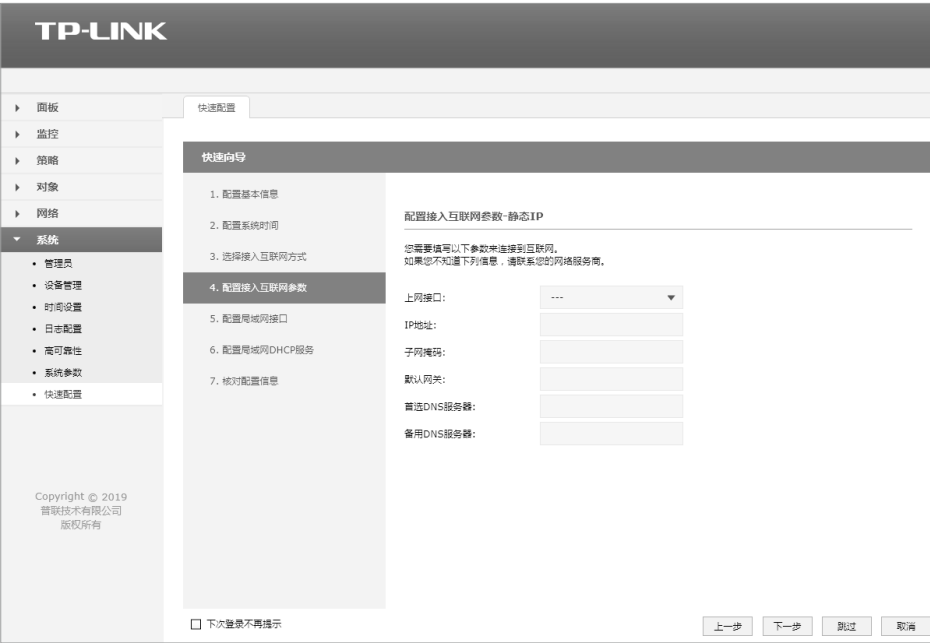 TP-LINK
面板
监控
策略
对象
网络
系统
管理员
设备管理
时间设置
日志配置
高可靠性
系统参数
快速配置
Copyright © 2019
普联技术有限公司
版权所有
快速配置
快速向导
1. 配置基本信息
2. 配置系统时间
3. 选择接入互联网方式
4. 配置接入互联网参数
5. 配置局域网接口
6. 配置局域网DHCP服务
7. 核对配置信息
配置接入互联网参数-静态IP
您需要填写以下参数来连接到互联网。
如果您不知道下列信息，请联系您的网络服务商。
上网接口: ---
IP地址:
子网掩码:
默认网关:
首选DNS服务器:
备用DNS服务器:
下次登录不再提示
上一步 下一步 跳过 取消